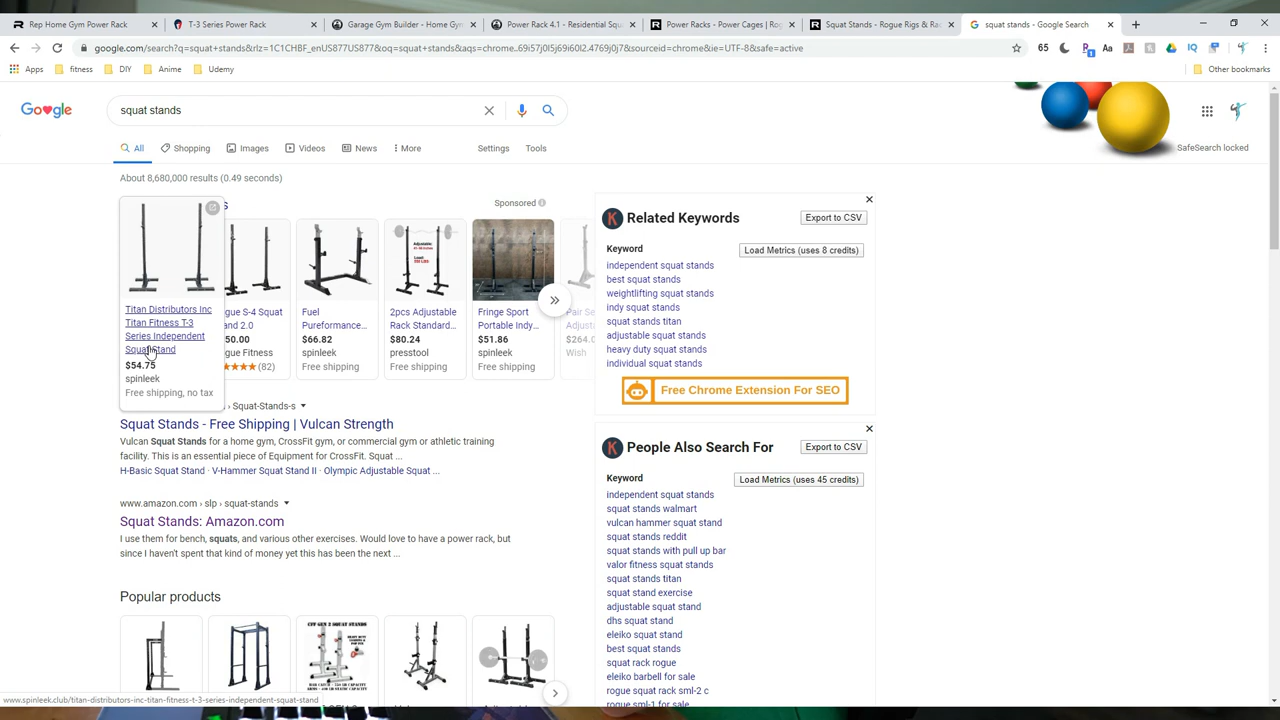 Rep Home Gym Power Rack
T-3 Series Power Rack
Garage Gym Builder - Home Gym
Power Rack 4.1 - Residential Squ
Power Racks - Power Cages | Rog
Squat Stands - Rogue Rigs & Rac
squat stands - Google Search
google.com/search?q=squat+stands&rlz=1C1CHBF_enUS877US877&oq=squat+stands&aqs=chrome..69i57j0l5j69i60l2.4769j0j7&sourceid=chrome&ie=UTF-8&safe=active
65
Apps
fitness
DIY
Anime
Udemy
Other bookmarks
squat stands
All
Shopping
Images
Videos
News
More
Settings
Tools
SafeSearch locked
About 8,680,000 results (0.49 seconds)
s
Sponsored
Titan Distributors Inc
Titan Fitness T-3
Series Independent
Squat Stand
$54.75
spinleek
Free shipping, no tax
gue S-4 Squat
and 2.0
50.00
gue Fitness
(82)
Fuel
Pureformance...
$66.82
spinleek
Free shipping
2pcs Adjustable
Rack Standard...
$80.24
presstool
Free shipping
Fringe Sport
Portable Indy...
$51.86
spinleek
Free shipping
Pair Se
Adjusta
$264.0
Wish
› Squat-Stands-s
Squat Stands - Free Shipping | Vulcan Strength
Vulcan Squat Stands for a home gym, CrossFit gym, or commercial gym or athletic training
facility. This is an essential piece of Equipment for CrossFit. Squat ...
H-Basic Squat Stand · V-Hammer Squat Stand II · Olympic Adjustable Squat ...
www.amazon.com › slp › squat-stands
Squat Stands: Amazon.com
I use them for bench, squats, and various other exercises. Would love to have a power rack, but
since I haven't spent that kind of money yet this has been the next ...
Popular products
Related Keywords
Export to CSV
Keyword
Load Metrics (uses 8 credits)
independent squat stands
best squat stands
weightlifting squat stands
indy squat stands
squat stands titan
adjustable squat stands
heavy duty squat stands
individual squat stands
Free Chrome Extension For SEO
People Also Search For
Export to CSV
Keyword
Load Metrics (uses 45 credits)
independent squat stands
squat stands walmart
vulcan hammer squat stand
squat stands reddit
squat stands with pull up bar
valor fitness squat stands
squat stands titan
squat stand exercise
adjustable squat stand
dhs squat stand
eleiko squat stand
best squat stands
squat rack rogue
eleiko barbell for sale
rogue squat rack sml-2 c
rogue sml-1 for sale
www.spinleek.club/titan-distributors-inc-titan-fitness-t-3-series-independent-squat-stand